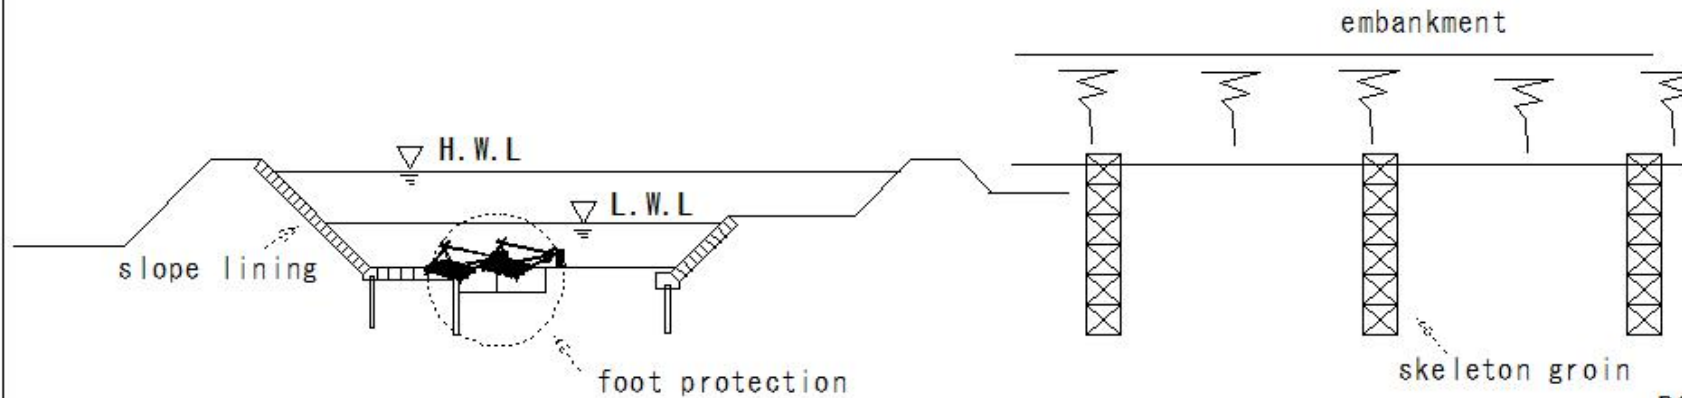 embankment
H.W.L
L.W.L
slope lining
foot protection
skeleton groin